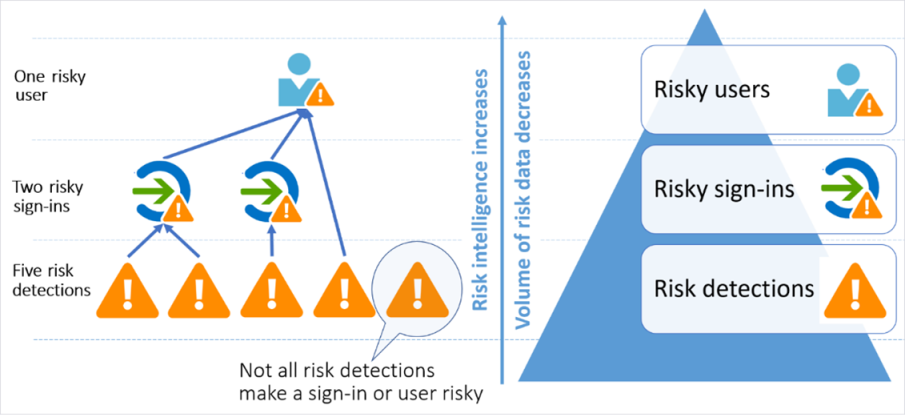 One risky
user
Two risky
sign-ins
Five risk
detections
Not all risk detections
make a sign-in or user risky
Risk intelligence increases
Volume of risk data decreases
Risky users
Risky sign-ins
Risk detections